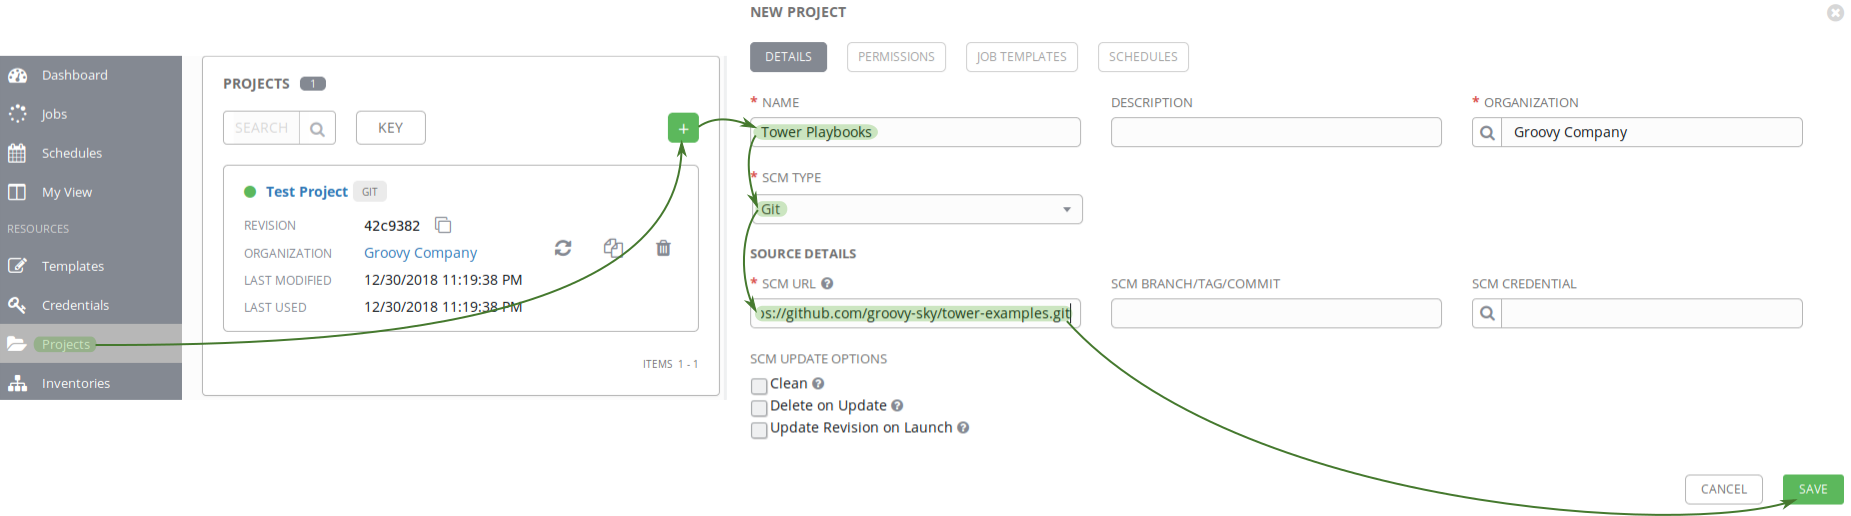 Dashboard
Jobs
Schedules
My View
RESOURCES
Templates
Credentials
Projects
Inventories
PROJECTS 1
SEARCH KEY
+
Test Project GIT
REVISION 42c9382
ORGANIZATION Groovy Company
LAST MODIFIED 12/30/2018 11:19:38 PM
LAST USED 12/30/2018 11:19:38 PM
ITEMS 1 - 1
NEW PROJECT
DETAILS PERMISSIONS JOB TEMPLATES SCHEDULES
* NAME DESCRIPTION * ORGANIZATION
Tower Playbooks Groovy Company
* SCM TYPE
Git
SOURCE DETAILS
* SCM URL ? SCM BRANCH/TAG/COMMIT SCM CREDENTIAL
ps://github.com/groovy-sky/tower-examples.git
SCM UPDATE OPTIONS
Clean ?
Delete on Update ?
Update Revision on Launch ?
CANCEL SAVE